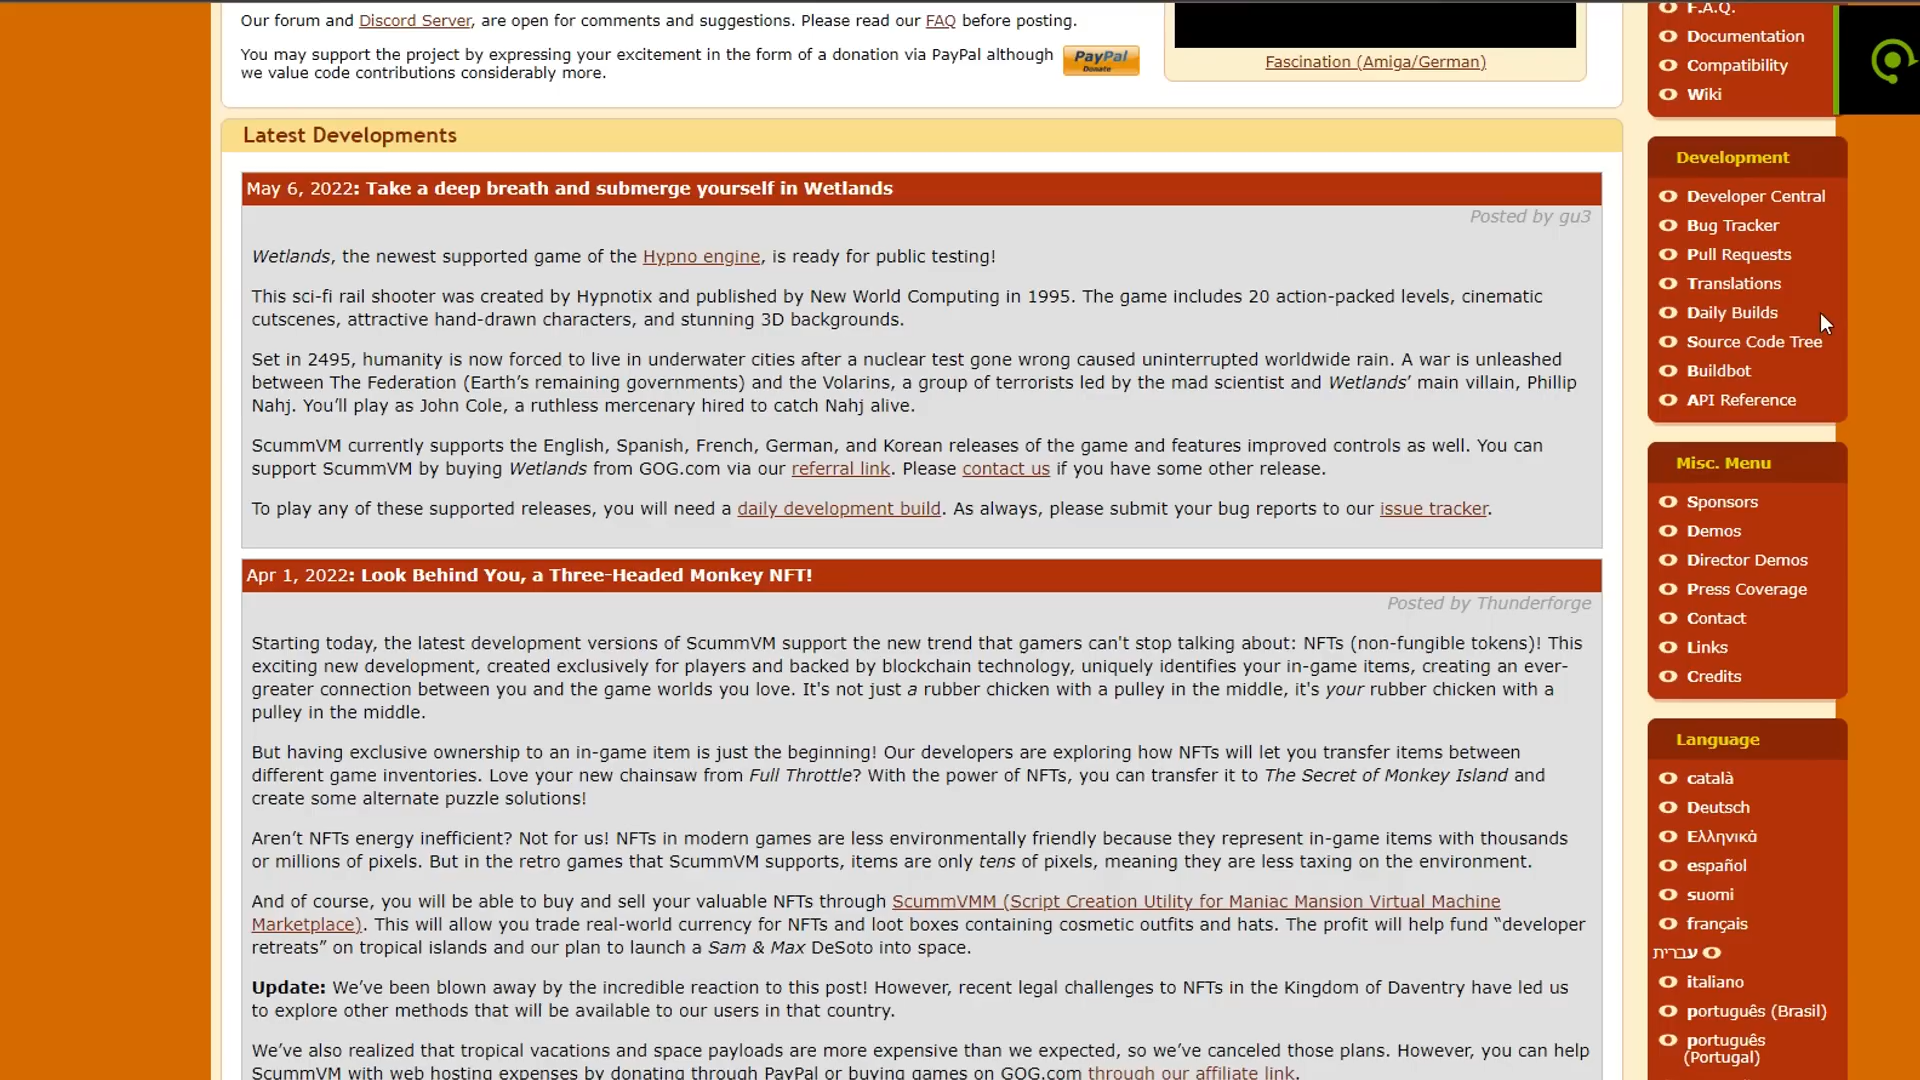 Our forum and Discord Server, are open for comments and suggestions. Please read our FAQ before posting.
You may support the project by expressing your excitement in the form of a donation via PayPal although
we value code contributions considerably more.
PayPal
Donate
Fascination (Amiga/German)
Latest Developments
May 6, 2022: Take a deep breath and submerge yourself in Wetlands
Posted by gu3
Wetlands, the newest supported game of the Hypno engine, is ready for public testing!
This sci-fi rail shooter was created by Hypnotix and published by New World Computing in 1995. The game includes 20 action-packed levels, cinematic
cutscenes, attractive hand-drawn characters, and stunning 3D backgrounds.
Set in 2495, humanity is now forced to live in underwater cities after a nuclear test gone wrong caused uninterrupted worldwide rain. A war is unleashed
between The Federation (Earth’s remaining governments) and the Volarins, a group of terrorists led by the mad scientist and Wetlands’ main villain, Phillip
Nahj. You’ll play as John Cole, a ruthless mercenary hired to catch Nahj alive.
ScummVM currently supports the English, Spanish, French, German, and Korean releases of the game and features improved controls as well. You can
support ScummVM by buying Wetlands from GOG.com via our referral link. Please contact us if you have some other release.
To play any of these supported releases, you will need a daily development build. As always, please submit your bug reports to our issue tracker.
Apr 1, 2022: Look Behind You, a Three-Headed Monkey NFT!
Posted by Thunderforge
Starting today, the latest development versions of ScummVM support the new trend that gamers can't stop talking about: NFTs (non-fungible tokens)! This
exciting new development, created exclusively for players and backed by blockchain technology, uniquely identifies your in-game items, creating an ever-
greater connection between you and the game worlds you love. It's not just a rubber chicken with a pulley in the middle, it's your rubber chicken with a
pulley in the middle.
But having exclusive ownership to an in-game item is just the beginning! Our developers are exploring how NFTs will let you transfer items between
different game inventories. Love your new chainsaw from Full Throttle? With the power of NFTs, you can transfer it to The Secret of Monkey Island and
create some alternate puzzle solutions!
Aren’t NFTs energy inefficient? Not for us! NFTs in modern games are less environmentally friendly because they represent in-game items with thousands
or millions of pixels. But in the retro games that ScummVM supports, items are only tens of pixels, meaning they are less taxing on the environment.
And of course, you will be able to buy and sell your valuable NFTs through ScummVMM (Script Creation Utility for Maniac Mansion Virtual Machine
Marketplace). This will allow you trade real-world currency for NFTs and loot boxes containing cosmetic outfits and hats. The profit will help fund “developer
retreats” on tropical islands and our plan to launch a Sam & Max DeSoto into space.
Update: We’ve been blown away by the incredible reaction to this post! However, recent legal challenges to NFTs in the Kingdom of Daventry have led us
to explore other methods that will be available to our users in that country.
We’ve also realized that tropical vacations and space payloads are more expensive than we expected, so we’ve canceled those plans. However, you can help
ScummVM with web hosting expenses by donating through PayPal or buying games on GOG.com through our affiliate link.
F.A.Q.
Documentation
Compatibility
Wiki
Development
Developer Central
Bug Tracker
Pull Requests
Translations
Daily Builds
Source Code Tree
Buildbot
API Reference
Misc. Menu
Sponsors
Demos
Director Demos
Press Coverage
Contact
Links
Credits
Language
català
Deutsch
Ελληνικά
español
suomi
français
עברית
italiano
português (Brasil)
português
(Portugal)